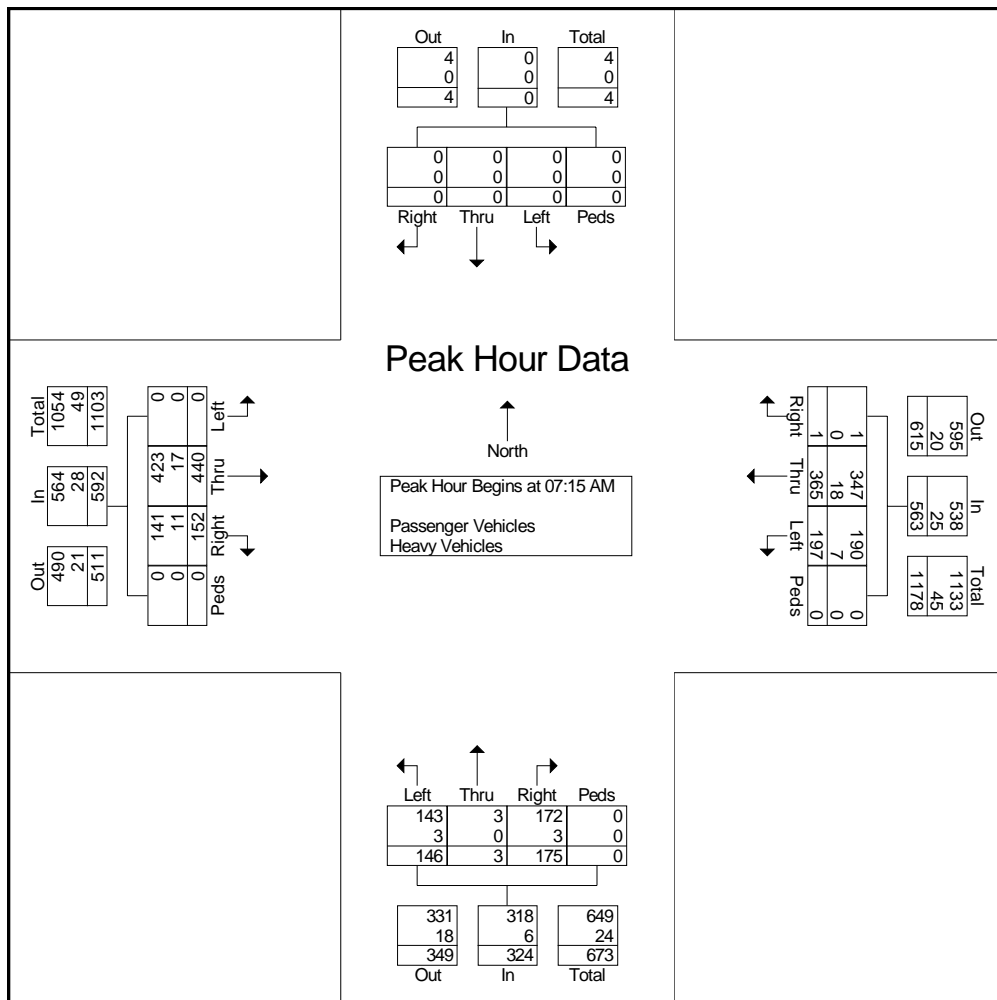 Out In Total
4 0 4
0 0 0
4 0 4
0 0 0 0
0 0 0 0
0 0 0 0
Right Thru Left Peds
Peak Hour Data
North
Peak Hour Begins at 07:15 AM
Passenger Vehicles
Heavy Vehicles
Total In Out
1054 564 490
49 28 21
1103 592 511
Left Thru Right Peds
0 423 141 0
0 17 11 0
0 440 152 0
Right Thru Left Peds
1 347 190 0
0 18 7 0
1 365 197 0
Out In Total
595 538 1133
20 25 45
615 563 1178
Left Thru Right Peds
143 3 172 0
3 0 3 0
146 3 175 0
331 318 649
18 6 24
349 324 673
Out In Total